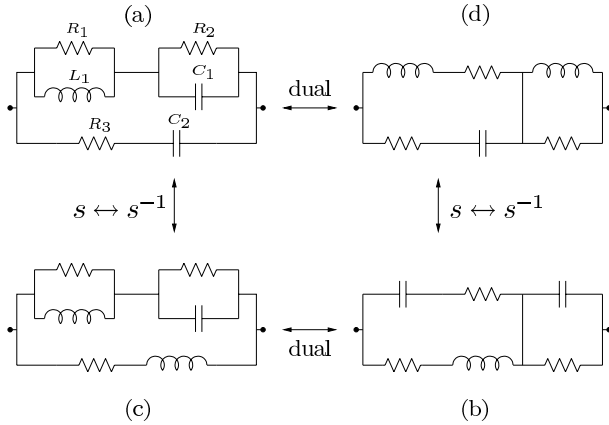 (a)
(d)
R₁
R₂
L₁
C₁
dual
R₃
C₂
s ↔ s⁻¹
s ↔ s⁻¹
dual
(c)
(b)